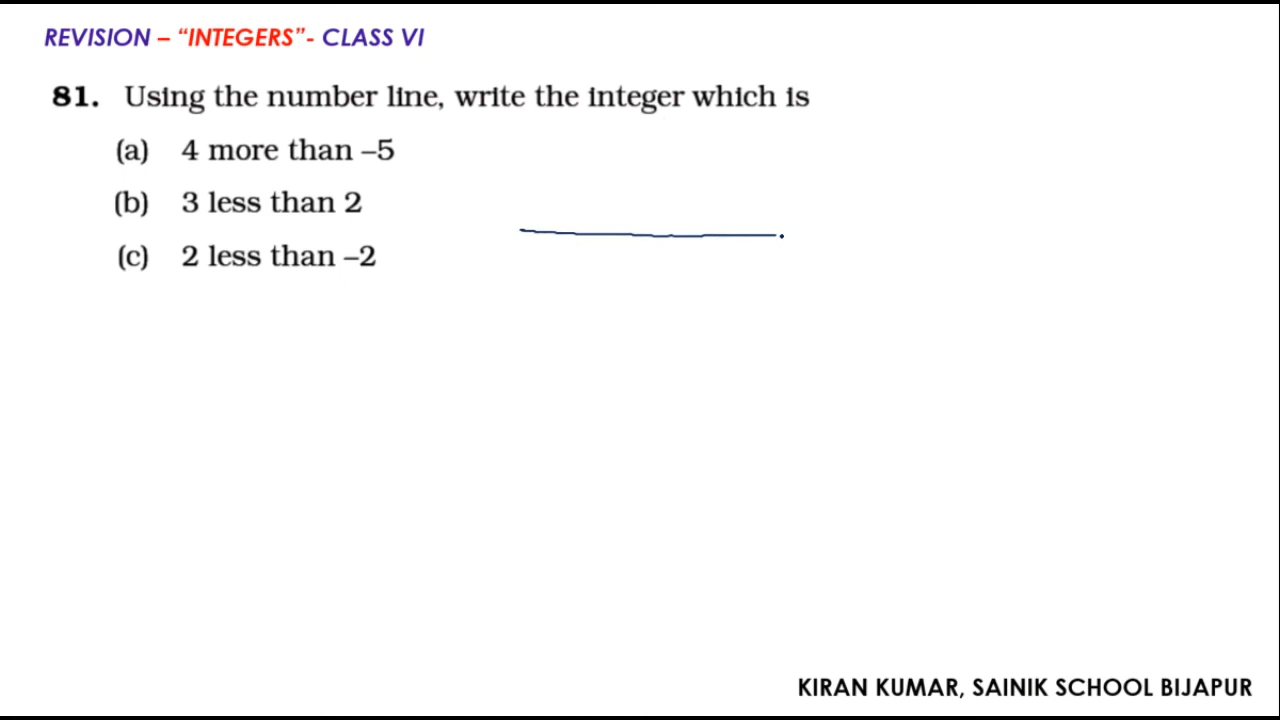 REVISION – “INTEGERS”- CLASS VI
81. Using the number line, write the integer which is
(a) 4 more than –5
(b) 3 less than 2
(c) 2 less than –2
KIRAN KUMAR, SAINIK SCHOOL BIJAPUR